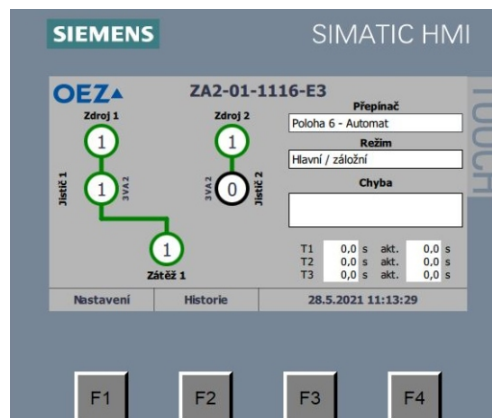 SIEMENS
SIMATIC HMI
TOUCH
OEZ
ZA2-01-1116-E3
Zdroj 1
Zdroj 2
Přepínač
Poloha 6 - Automat
Režim
Hlavní / záložní
Chyba
1
1
Jistič 1
1
3VA2
3VA2
0
Jistič 2
1
Zátěž 1
T1 0,0 s akt. 0,0 s
T2 0,0 s akt. 0,0 s
T3 0,0 s akt. 0,0 s
Nastavení
Historie
28.5.2021 11:13:29
F1
F2
F3
F4